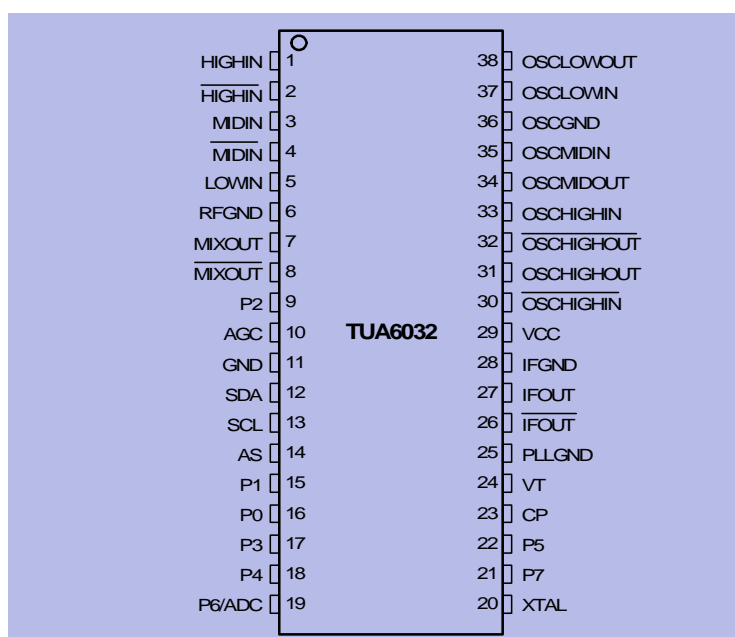 HIGHIN 1 38 OSCLOWOUT
HIGHIN 2 37 OSCLOWIN
MIDIN 3 36 OSCGND
MIDIN 4 35 OSCMIDIN
LOWIN 5 34 OSCMIDOUT
RFGND 6 33 OSCHIGHIN
MIXOUT 7 32 OSCHIGHOUT
MIXOUT 8 31 OSCHIGHOUT
P2 9 30 OSCHIGHIN
AGC 10 TUA6032 29 VCC
GND 11 28 IFGND
SDA 12 27 IFOUT
SCL 13 26 IFOUT
AS 14 25 PLLGND
P1 15 24 VT
P0 16 23 CP
P3 17 22 P5
P4 18 21 P7
P6/ADC 19 20 XTAL